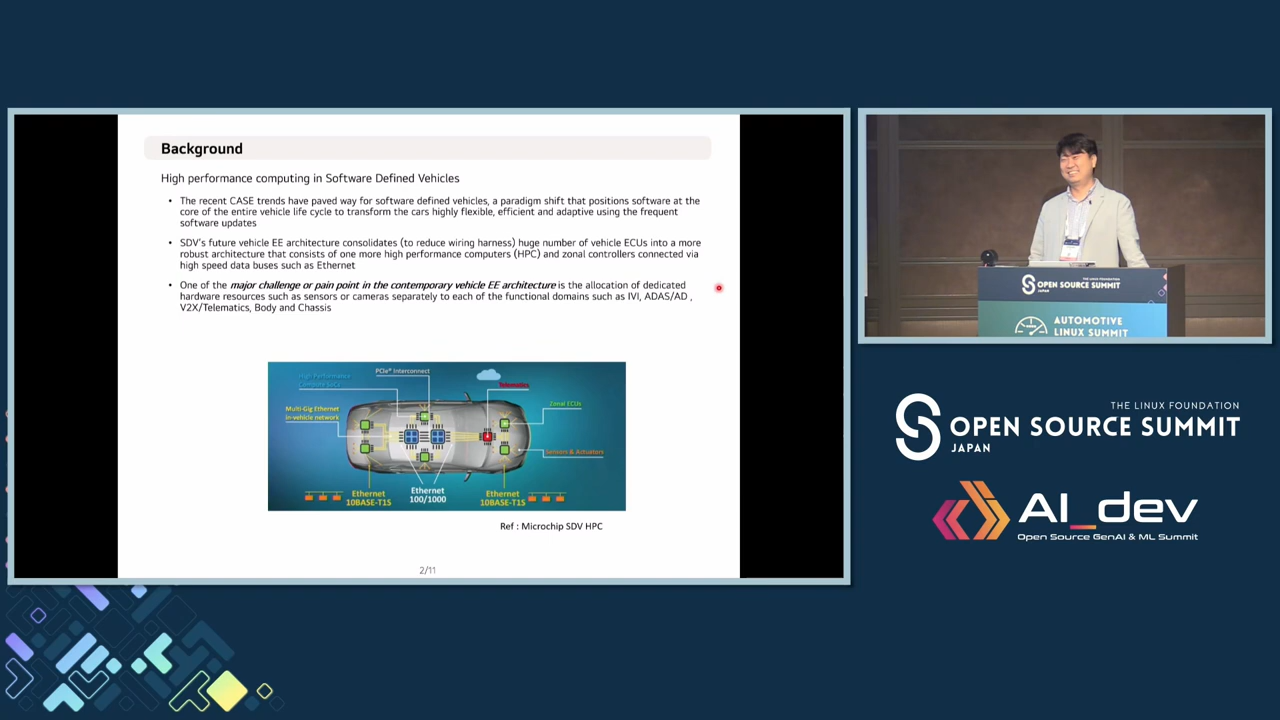 Background
High performance computing in Software Defined Vehicles
• The recent CASE trends have paved way for software defined vehicles, a paradigm shift that positions software at the
core of the entire vehicle life cycle to transform the cars highly flexible, efficient and adaptive using the frequent
software updates
• SDV's future vehicle EE architecture consolidates (to reduce wiring harness) huge number of vehicle ECUs into a more
robust architecture that consists of one more high performance computers (HPC) and zonal controllers connected via
high speed data buses such as Ethernet
• One of the major challenge or pain point in the contemporary vehicle EE architecture is the allocation of dedicated
hardware resources such as sensors or cameras separately to each of the functional domains such as IVI, ADAS/AD ,
V2X/Telematics, Body and Chassis
High Performance
Compute SoCs
PCIe® Interconnect
Telematics
Multi-Gig Ethernet
in-vehicle network
Zonal ECUs
Sensors & Actuators
Ethernet
10BASE-T1S
Ethernet
100/1000
Ethernet
10BASE-T1S
Ref : Microchip SDV HPC
2/11
THE LINUX FOUNDATION
OPEN SOURCE SUMMIT
JAPAN
AUTOMOTIVE
LINUX SUMMIT
THE LINUX FOUNDATION
OPEN SOURCE SUMMIT
JAPAN
AI_dev
Open Source GenAI & ML Summit